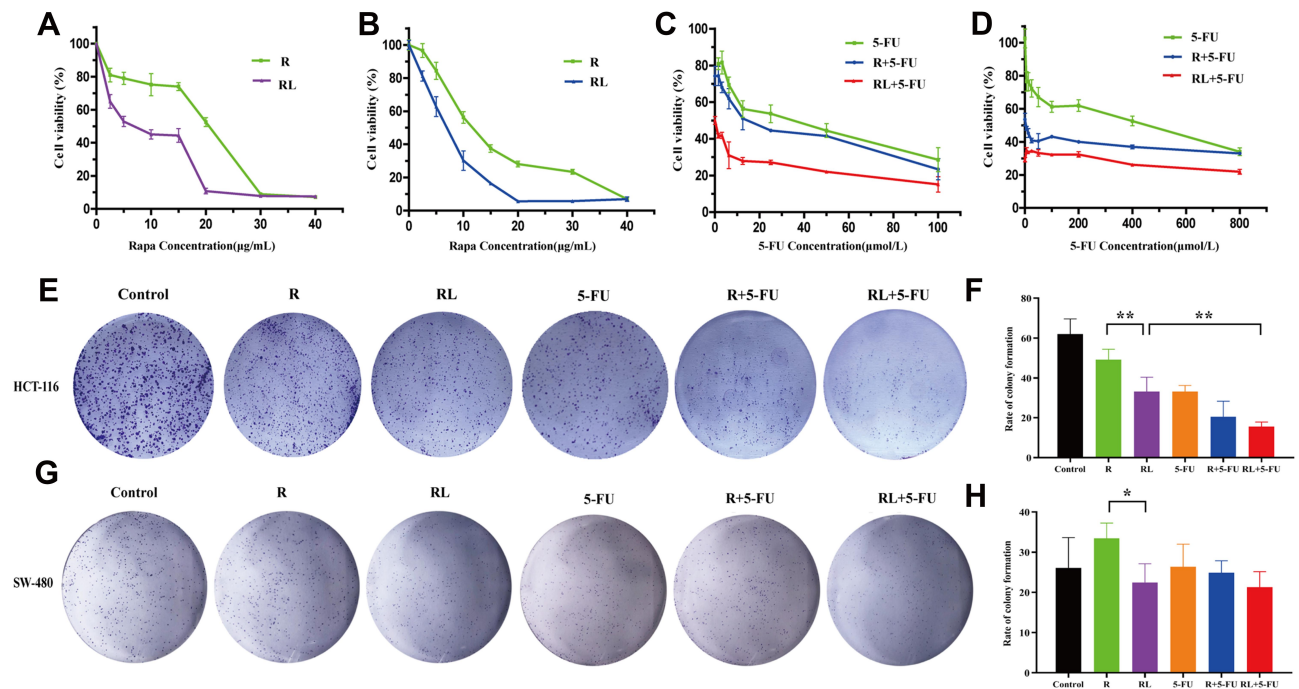 A
Cell viability (%)
100
80
60
40
20
0
R
RL
0 10 20 30 40
Rapa Concentration(µg/mL)
B
Cell viability (%)
100
90
80
70
60
50
40
30
20
10
0
R
RL
0 10 20 30 40
Rapa Concentration(µg/mL)
C
Cell viability (%)
100
80
60
40
20
0
5-FU
R+5-FU
RL+5-FU
0 20 40 60 80 100
5-FU Concentration(µmol/L)
D
Cell viability (%)
100
80
60
40
20
0
5-FU
R+5-FU
RL+5-FU
0 200 400 600 800
5-FU Concentration(µmol/L)
E
Control R RL 5-FU R+5-FU RL+5-FU
HCT-116
F
Rate of colony formation
80
60
40
20
0
** **
Control R RL 5-FU R+5-FU RL+5-FU
G
Control R RL 5-FU R+5-FU RL+5-FU
SW-480
H
Rate of colony formation
40
30
20
10
0
*
Control R RL 5-FU R+5-FU RL+5-FU